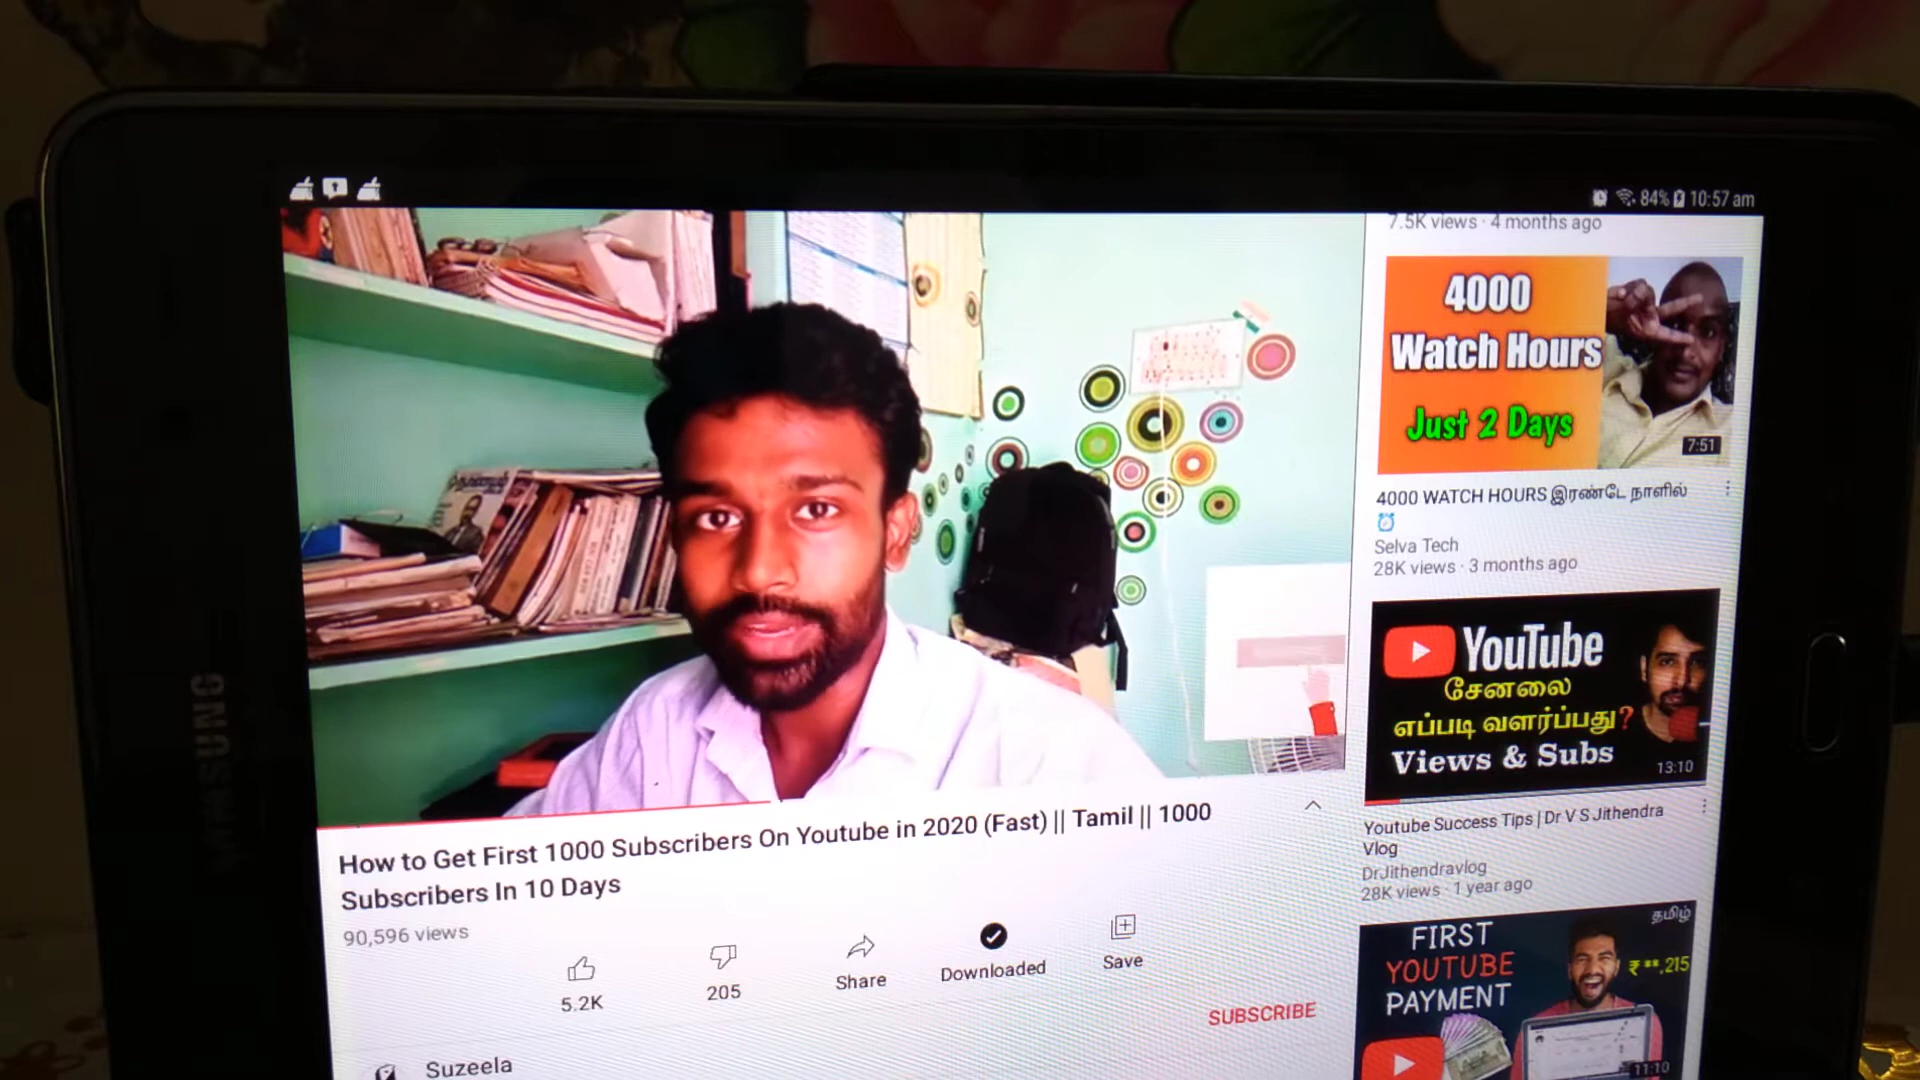 84% 10:57 am
7.5K views · 4 months ago
4000
Watch Hours
Just 2 Days
7:51
4000 WATCH HOURS இரண்டே நாளில்
Selva Tech
28K views · 3 months ago
YouTube
சேனலை
எப்படி வளர்ப்பது?
Views & Subs
13:10
Youtube Success Tips | Dr V S Jithendra
Vlog
DrJithendravlog
28K views · 1 year ago
தமிழ்
FIRST
YOUTUBE
PAYMENT
₹**,215
11:10
How to Get First 1000 Subscribers On Youtube in 2020 (Fast) || Tamil || 1000
Subscribers In 10 Days
90,596 views
5.2K
205
Share
Downloaded
Save
SUBSCRIBE
Suzeela
SAMSUNG